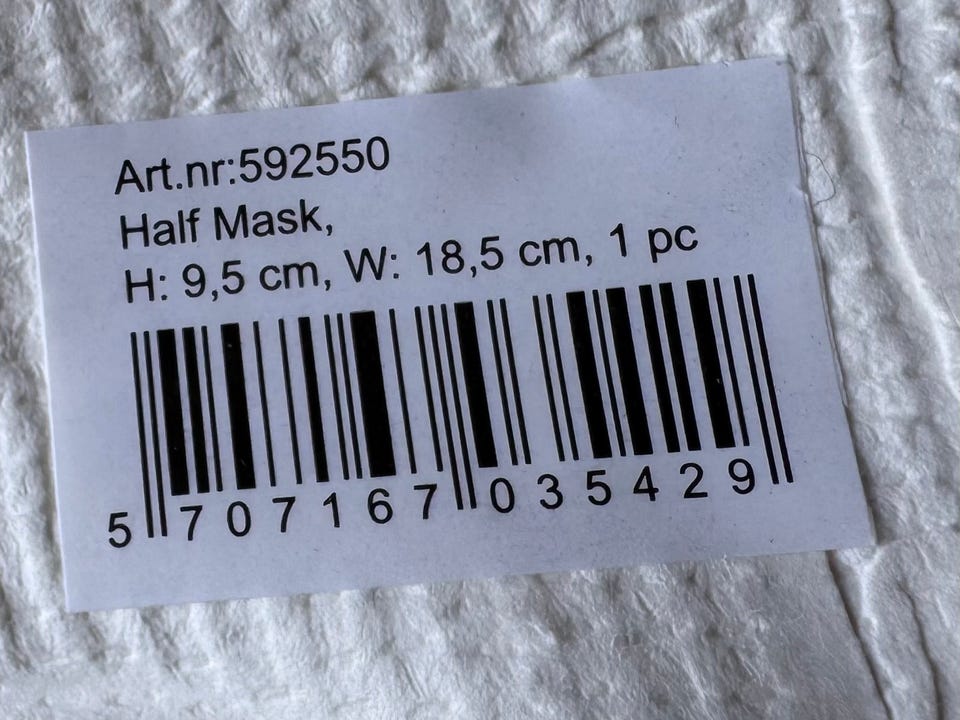 Art.nr:592550
Half Mask,
H: 9,5 cm, W: 18,5 cm, 1 pc
5 707167 035429